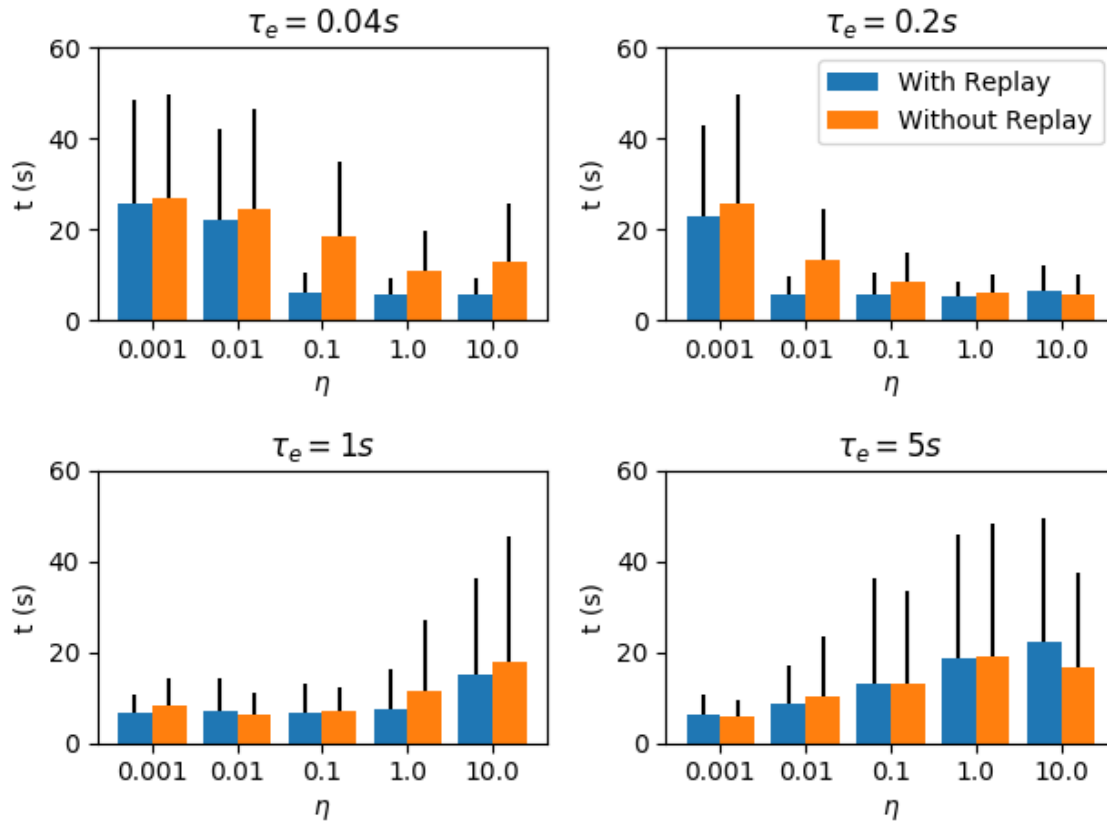 τₑ = 0.04s
60
40
20
0
t (s)
0.001 0.01 0.1 1.0 10.0
η
τₑ = 0.2s
With Replay
Without Replay
60
40
20
0
t (s)
0.001 0.01 0.1 1.0 10.0
η
τₑ = 1s
60
40
20
0
t (s)
0.001 0.01 0.1 1.0 10.0
η
τₑ = 5s
60
40
20
0
t (s)
0.001 0.01 0.1 1.0 10.0
η